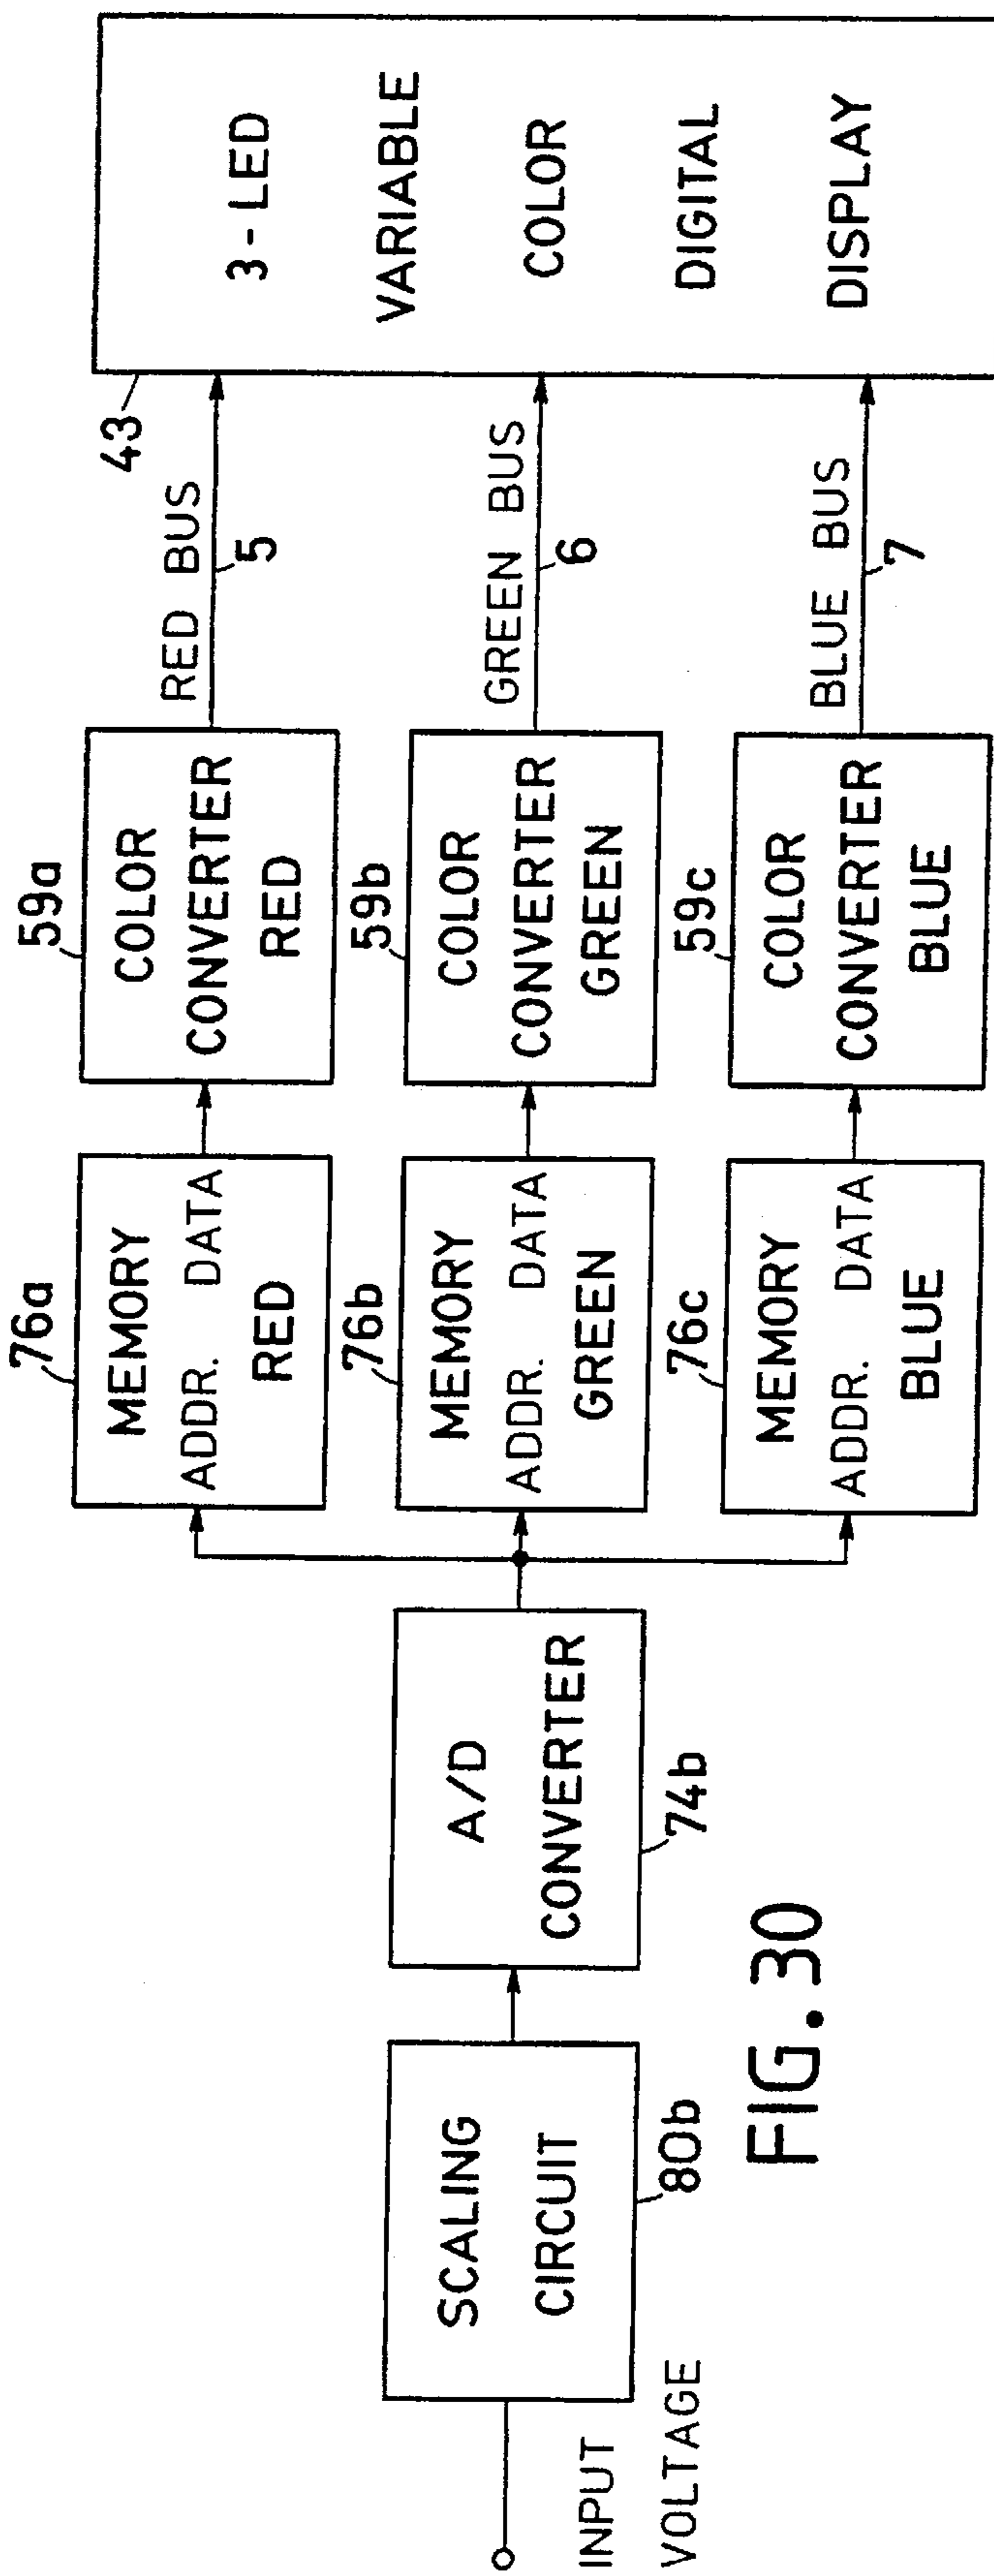 INPUT
VOLTAGE
SCALING
CIRCUIT
80b
A/D
CONVERTER
74b
76a
MEMORY
ADDR. DATA
RED
76b
MEMORY
ADDR. DATA
GREEN
76c
MEMORY
ADDR. DATA
BLUE
59a
COLOR
CONVERTER
RED
59b
COLOR
CONVERTER
GREEN
59c
COLOR
CONVERTER
BLUE
RED BUS
5
GREEN BUS
6
BLUE BUS
7
43
3-LED
VARIABLE
COLOR
DIGITAL
DISPLAY
FIG. 30